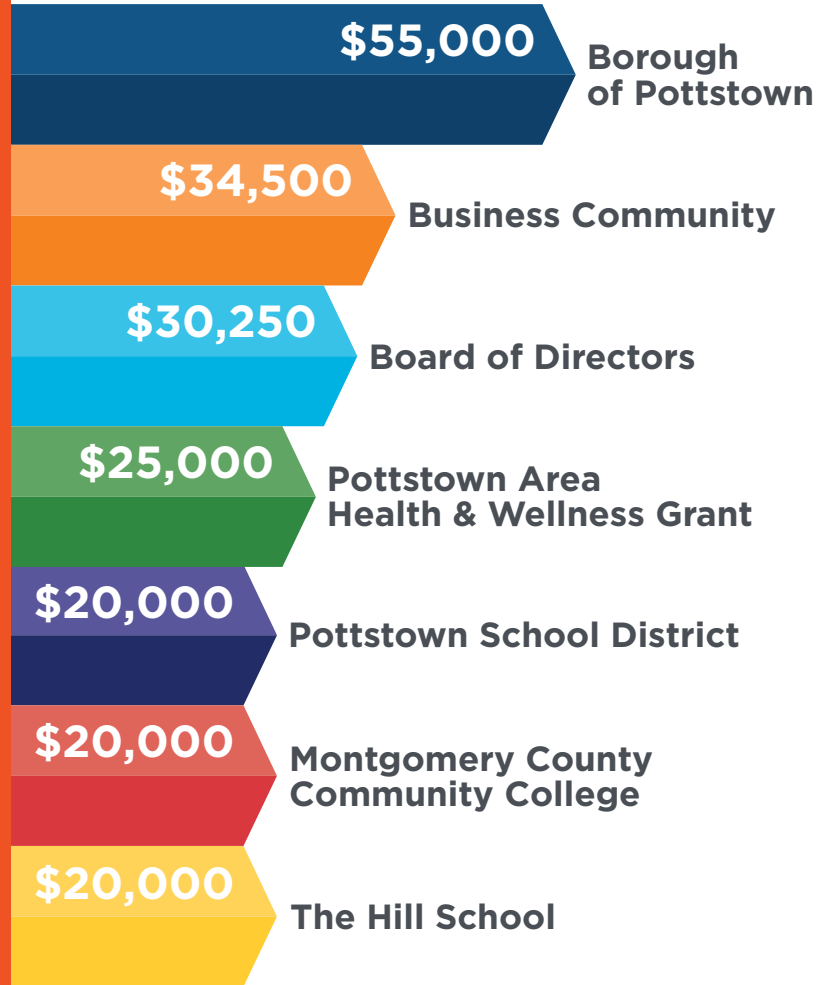 $55,000
Borough
of Pottstown
$34,500
Business Community
$30,250
Board of Directors
$25,000
Pottstown Area
Health & Wellness Grant
$20,000
Pottstown School District
$20,000
Montgomery County
Community College
$20,000
The Hill School